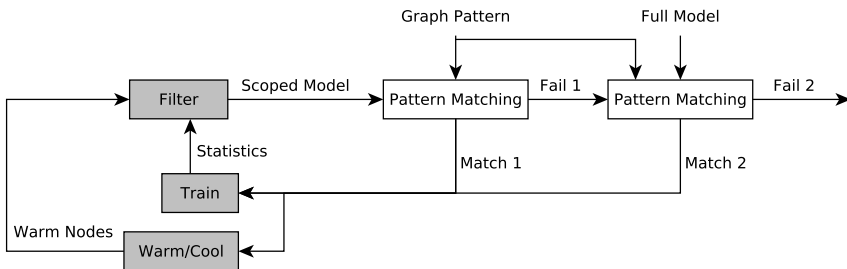 Graph Pattern
Full Model
Filter
Scoped Model
Pattern Matching
Fail 1
Pattern Matching
Fail 2
Statistics
Match 1
Match 2
Train
Warm Nodes
Warm/Cool